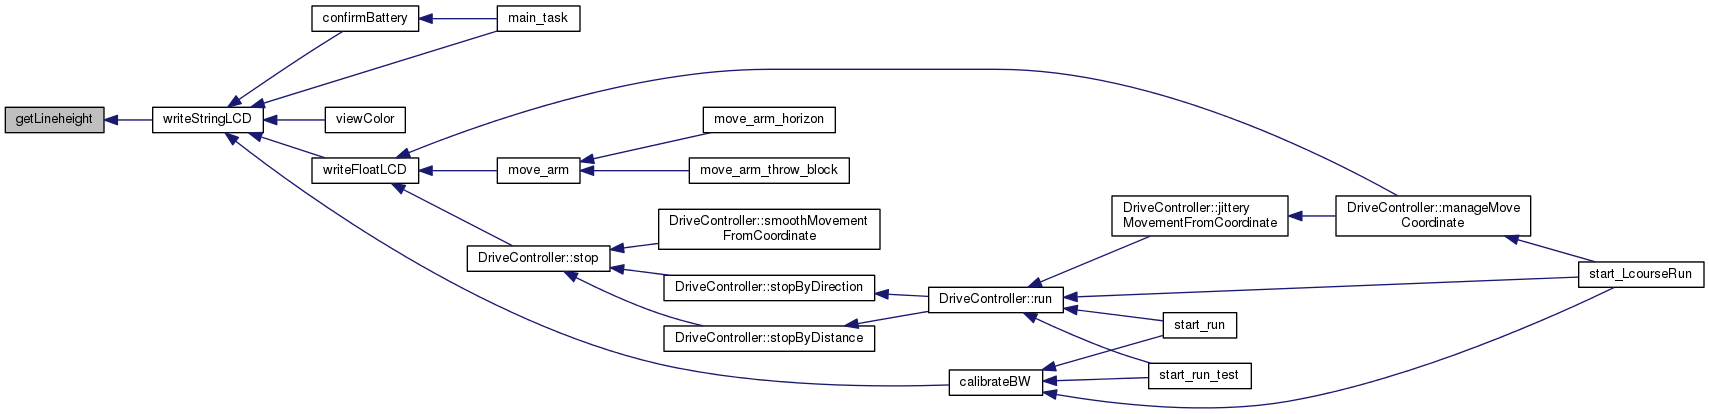 confirmBattery
main_task
getLineheight
writeStringLCD
viewColor
move_arm_horizon
writeFloatLCD
move_arm
move_arm_throw_block
DriveController::smoothMovement
FromCoordinate
DriveController::jittery
MovementFromCoordinate
DriveController::manageMove
Coordinate
DriveController::stop
DriveController::stopByDirection
DriveController::run
start_LcourseRun
DriveController::stopByDistance
start_run
calibrateBW
start_run_test